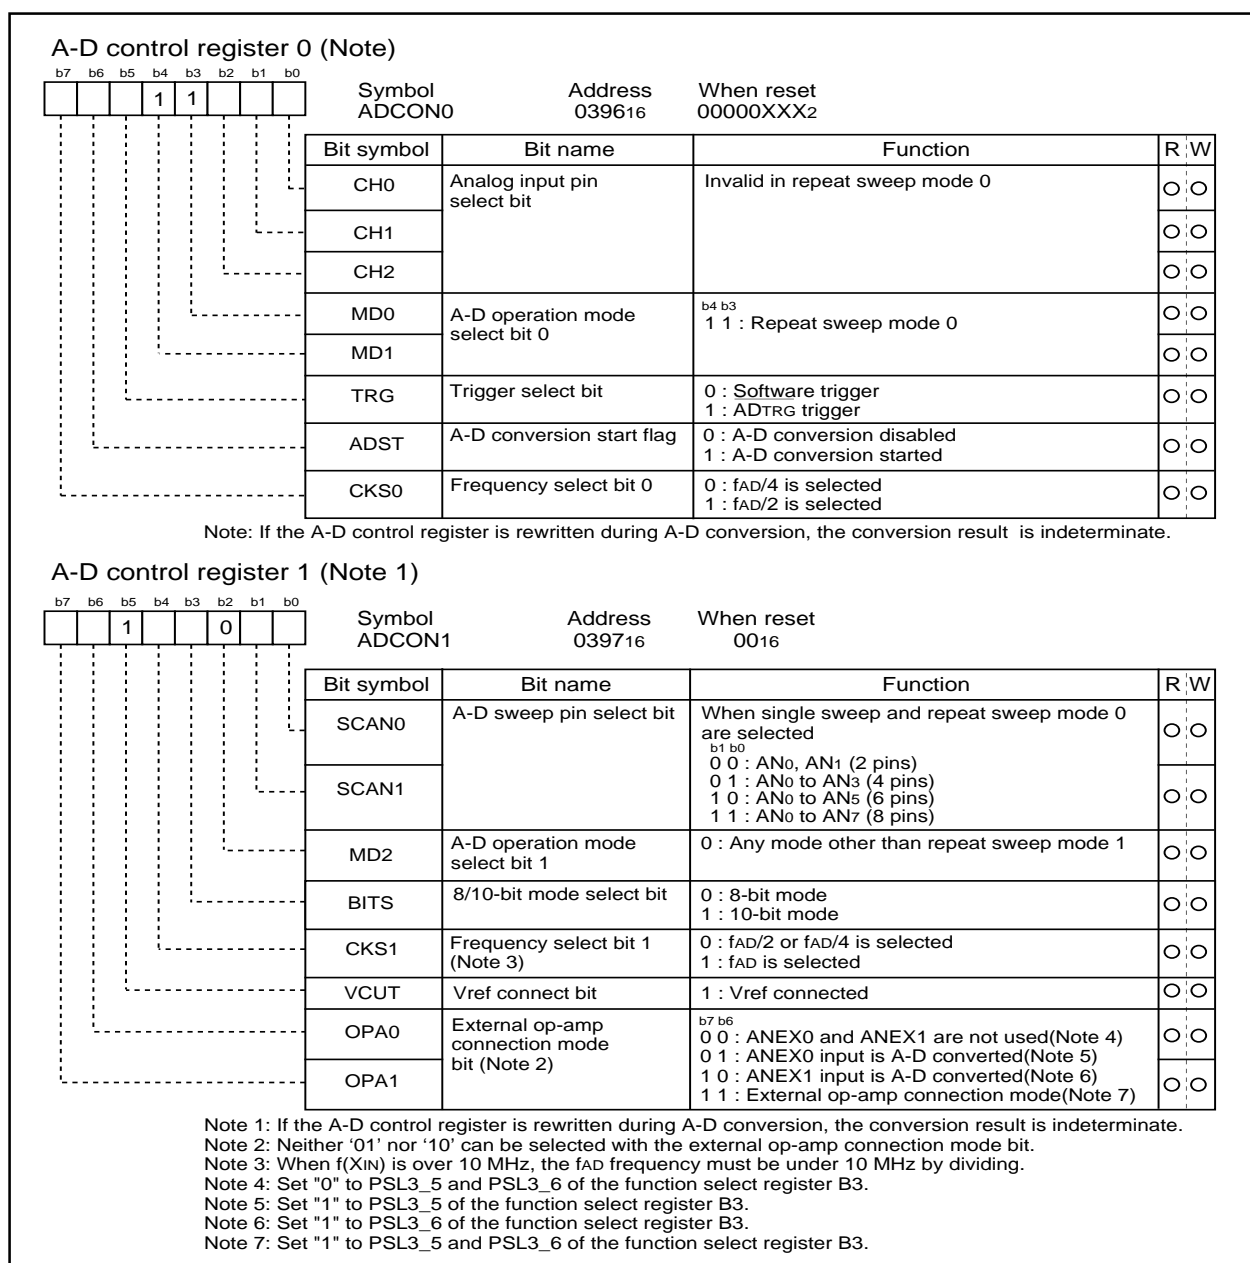 A-D control register 0 (Note)
b7 b6 b5 b4 b3 b2 b1 b0
1 1
Symbol Address When reset
ADCON0 039616 00000XXX2
Bit symbol Bit name Function R W
CH0 Analog input pin select bit Invalid in repeat sweep mode 0 O O
CH1 O O
CH2 O O
MD0 A-D operation mode select bit 0 b4 b3 O O
1 1 : Repeat sweep mode 0
MD1 O O
TRG Trigger select bit 0 : Software trigger O O
1 : ADTRG trigger
ADST A-D conversion start flag 0 : A-D conversion disabled O O
1 : A-D conversion started
CKS0 Frequency select bit 0 0 : fAD/4 is selected O O
1 : fAD/2 is selected
Note: If the A-D control register is rewritten during A-D conversion, the conversion result is indeterminate.
A-D control register 1 (Note 1)
b7 b6 b5 b4 b3 b2 b1 b0
1 0
Symbol Address When reset
ADCON1 039716 0016
Bit symbol Bit name Function R W
SCAN0 A-D sweep pin select bit When single sweep and repeat sweep mode 0 O O
are selected
b1 b0
0 0 : AN0, AN1 (2 pins)
SCAN1 0 1 : AN0 to AN3 (4 pins) O O
1 0 : AN0 to AN5 (6 pins)
1 1 : AN0 to AN7 (8 pins)
MD2 A-D operation mode select bit 1 0 : Any mode other than repeat sweep mode 1 O O
BITS 8/10-bit mode select bit 0 : 8-bit mode O O
1 : 10-bit mode
CKS1 Frequency select bit 1 (Note 3) 0 : fAD/2 or fAD/4 is selected O O
1 : fAD is selected
VCUT Vref connect bit 1 : Vref connected O O
OPA0 External op-amp connection mode bit (Note 2) b7 b6 O O
0 0 : ANEX0 and ANEX1 are not used(Note 4)
0 1 : ANEX0 input is A-D converted(Note 5)
OPA1 1 0 : ANEX1 input is A-D converted(Note 6) O O
1 1 : External op-amp connection mode(Note 7)
Note 1: If the A-D control register is rewritten during A-D conversion, the conversion result is indeterminate.
Note 2: Neither ‘01’ nor ‘10’ can be selected with the external op-amp connection mode bit.
Note 3: When f(XIN) is over 10 MHz, the fAD frequency must be under 10 MHz by dividing.
Note 4: Set "0" to PSL3_5 and PSL3_6 of the function select register B3.
Note 5: Set "1" to PSL3_5 of the function select register B3.
Note 6: Set "1" to PSL3_6 of the function select register B3.
Note 7: Set "1" to PSL3_5 and PSL3_6 of the function select register B3.